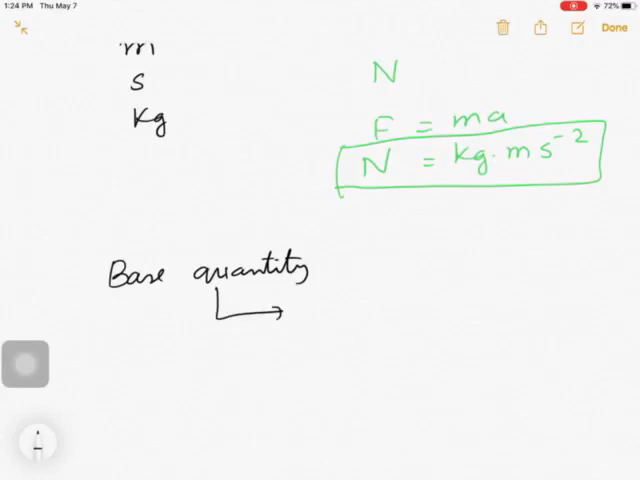 1:24 PM Thu May 7
72%
Done
m
s
Kg
N
F = ma
N = kg.m s⁻²
Base quantity